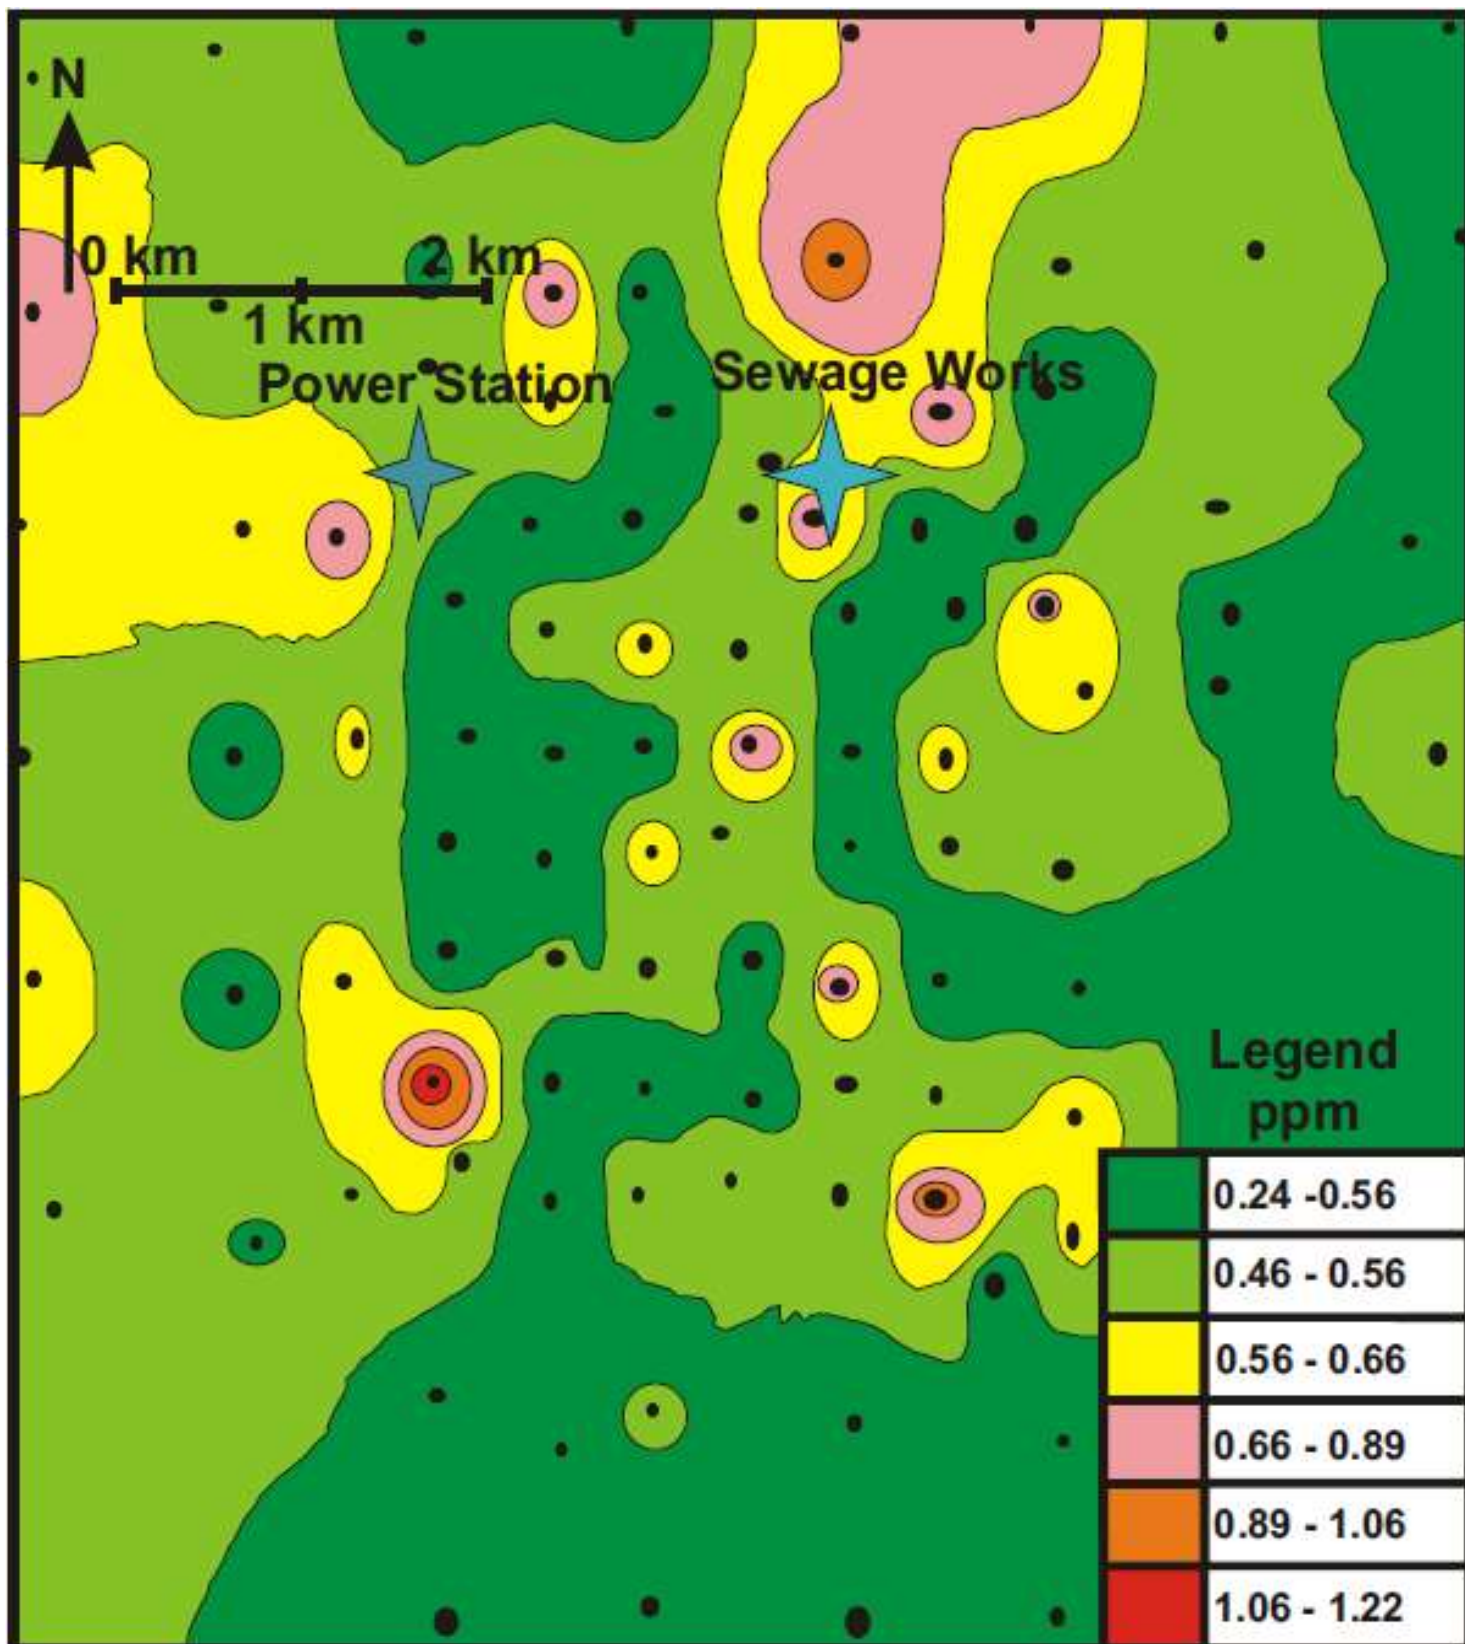 N
0 km
2 km
1 km
Power Station
Sewage Works
Legend
ppm
0.24 -0.56
0.46 - 0.56
0.56 - 0.66
0.66 - 0.89
0.89 - 1.06
1.06 - 1.22